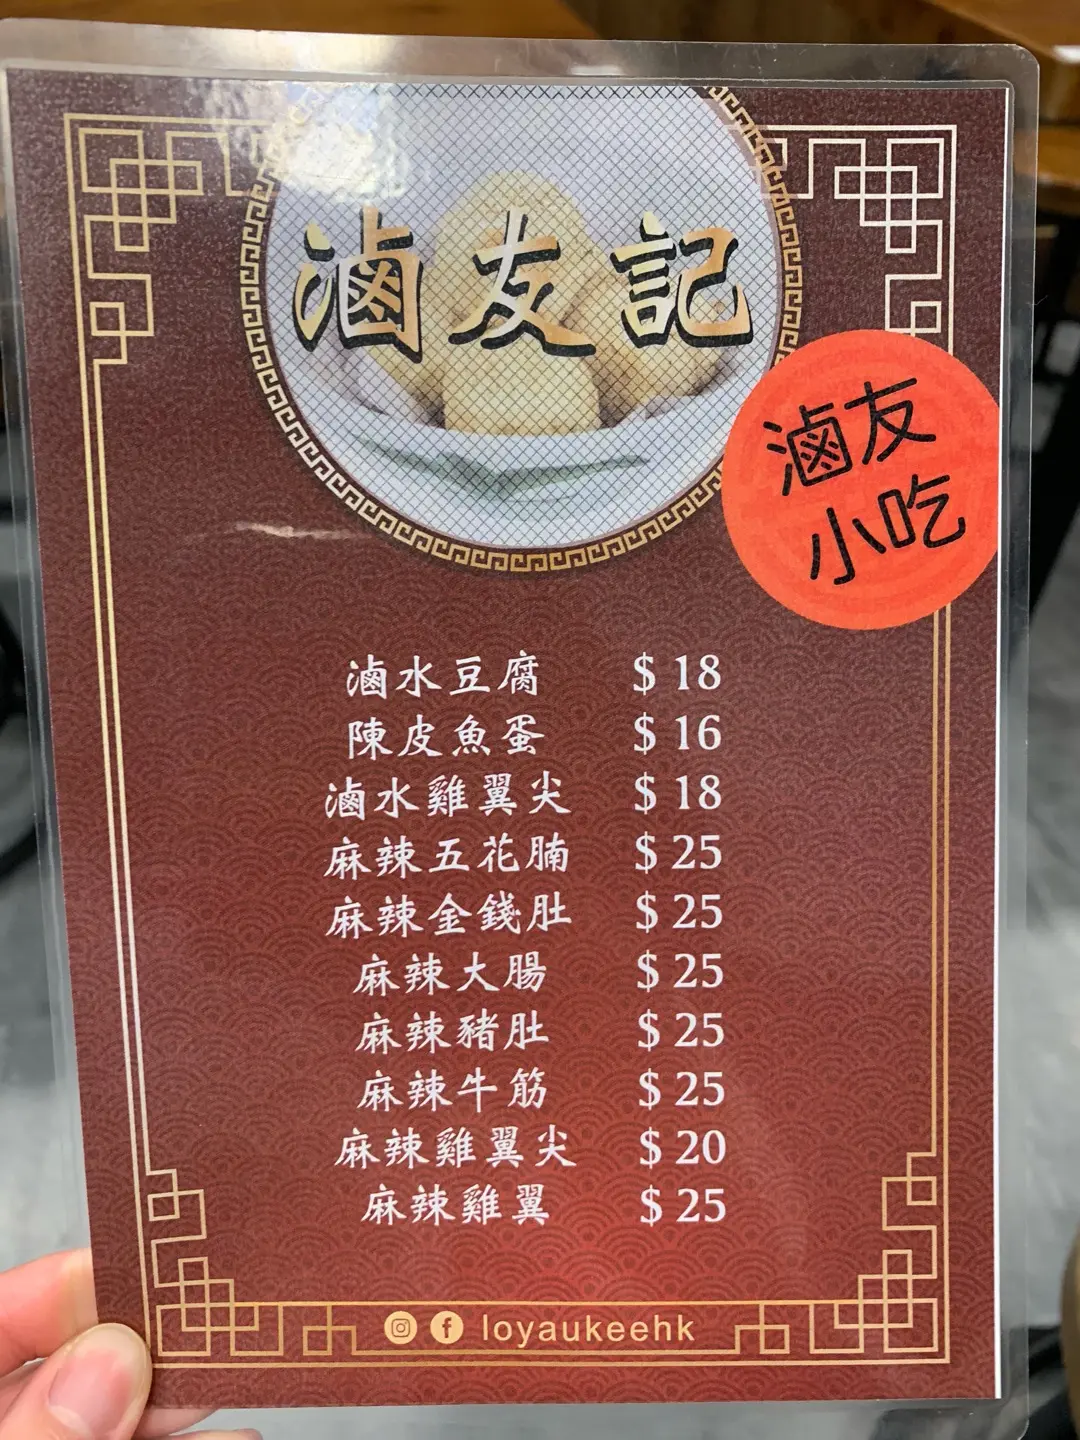 滷友記
滷友
小吃
滷水豆腐 $ 18
陳皮魚蛋 $ 16
滷水雞翼尖 $ 18
麻辣五花腩 $ 25
麻辣金錢肚 $ 25
麻辣大腸 $ 25
麻辣豬肚 $ 25
麻辣牛筋 $ 25
麻辣雞翼尖 $ 20
麻辣雞翼 $ 25
loyaukeehk